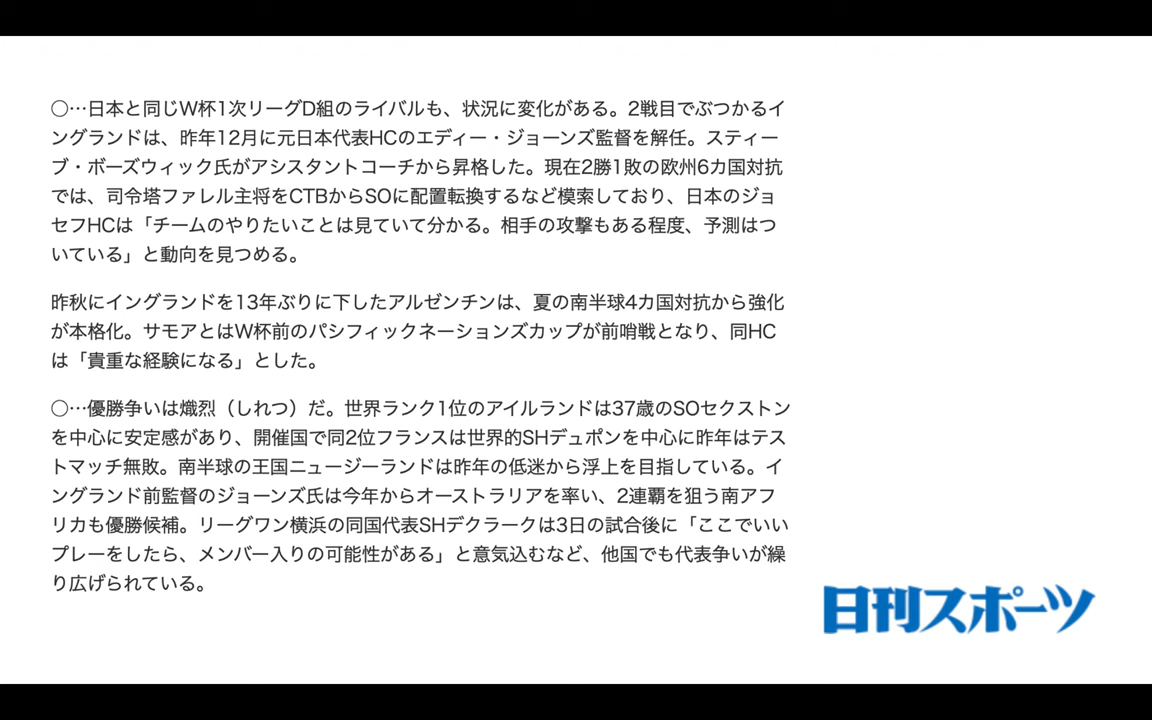 〇…日本と同じW杯1次リーグD組のライバルも、状況に変化がある。2戦目でぶつかるイ
ングランドは、昨年12月に元日本代表HCのエディー・ジョーンズ監督を解任。スティー
ブ・ボーズウィック氏がアシスタントコーチから昇格した。現在2勝1敗の欧州6カ国対抗
では、司令塔ファレル主将をCTBからSOに配置転換するなど模索しており、日本のジョ
セフHCは「チームのやりたいことは見ていて分かる。相手の攻撃もある程度、予測はつ
いている」と動向を見つめる。
昨秋にイングランドを13年ぶりに下したアルゼンチンは、夏の南半球4カ国対抗から強化
が本格化。サモアとはW杯前のパシフィックネーションズカップが前哨戦となり、同HC
は「貴重な経験になる」とした。
〇…優勝争いは熾烈（しれつ）だ。世界ランク1位のアイルランドは37歳のSOセクストン
を中心に安定感があり、開催国で同2位フランスは世界的SHデュポンを中心に昨年はテス
トマッチ無敗。南半球の王国ニュージーランドは昨年の低迷から浮上を目指している。イ
ングランド前監督のジョーンズ氏は今年からオーストラリアを率い、2連覇を狙う南アフ
リカも優勝候補。リーグワン横浜の同国代表SHデクラークは3日の試合後に「ここでいい
プレーをしたら、メンバー入りの可能性がある」と意気込むなど、他国でも代表争いが繰
り広げられている。
日刊スポーツ